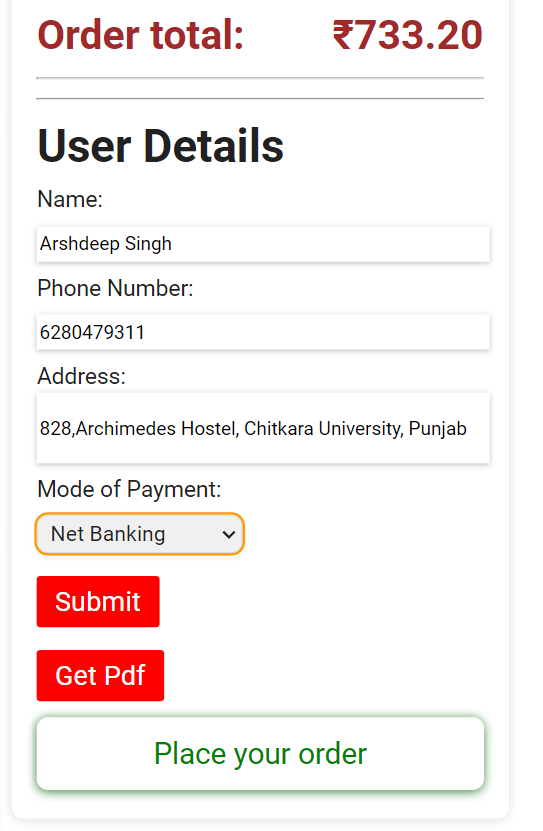 Order total: ₹733.20
User Details
Name:
Arshdeep Singh
Phone Number:
6280479311
Address:
828,Archimedes Hostel, Chitkara University, Punjab
Mode of Payment:
Net Banking
Submit
Get Pdf
Place your order